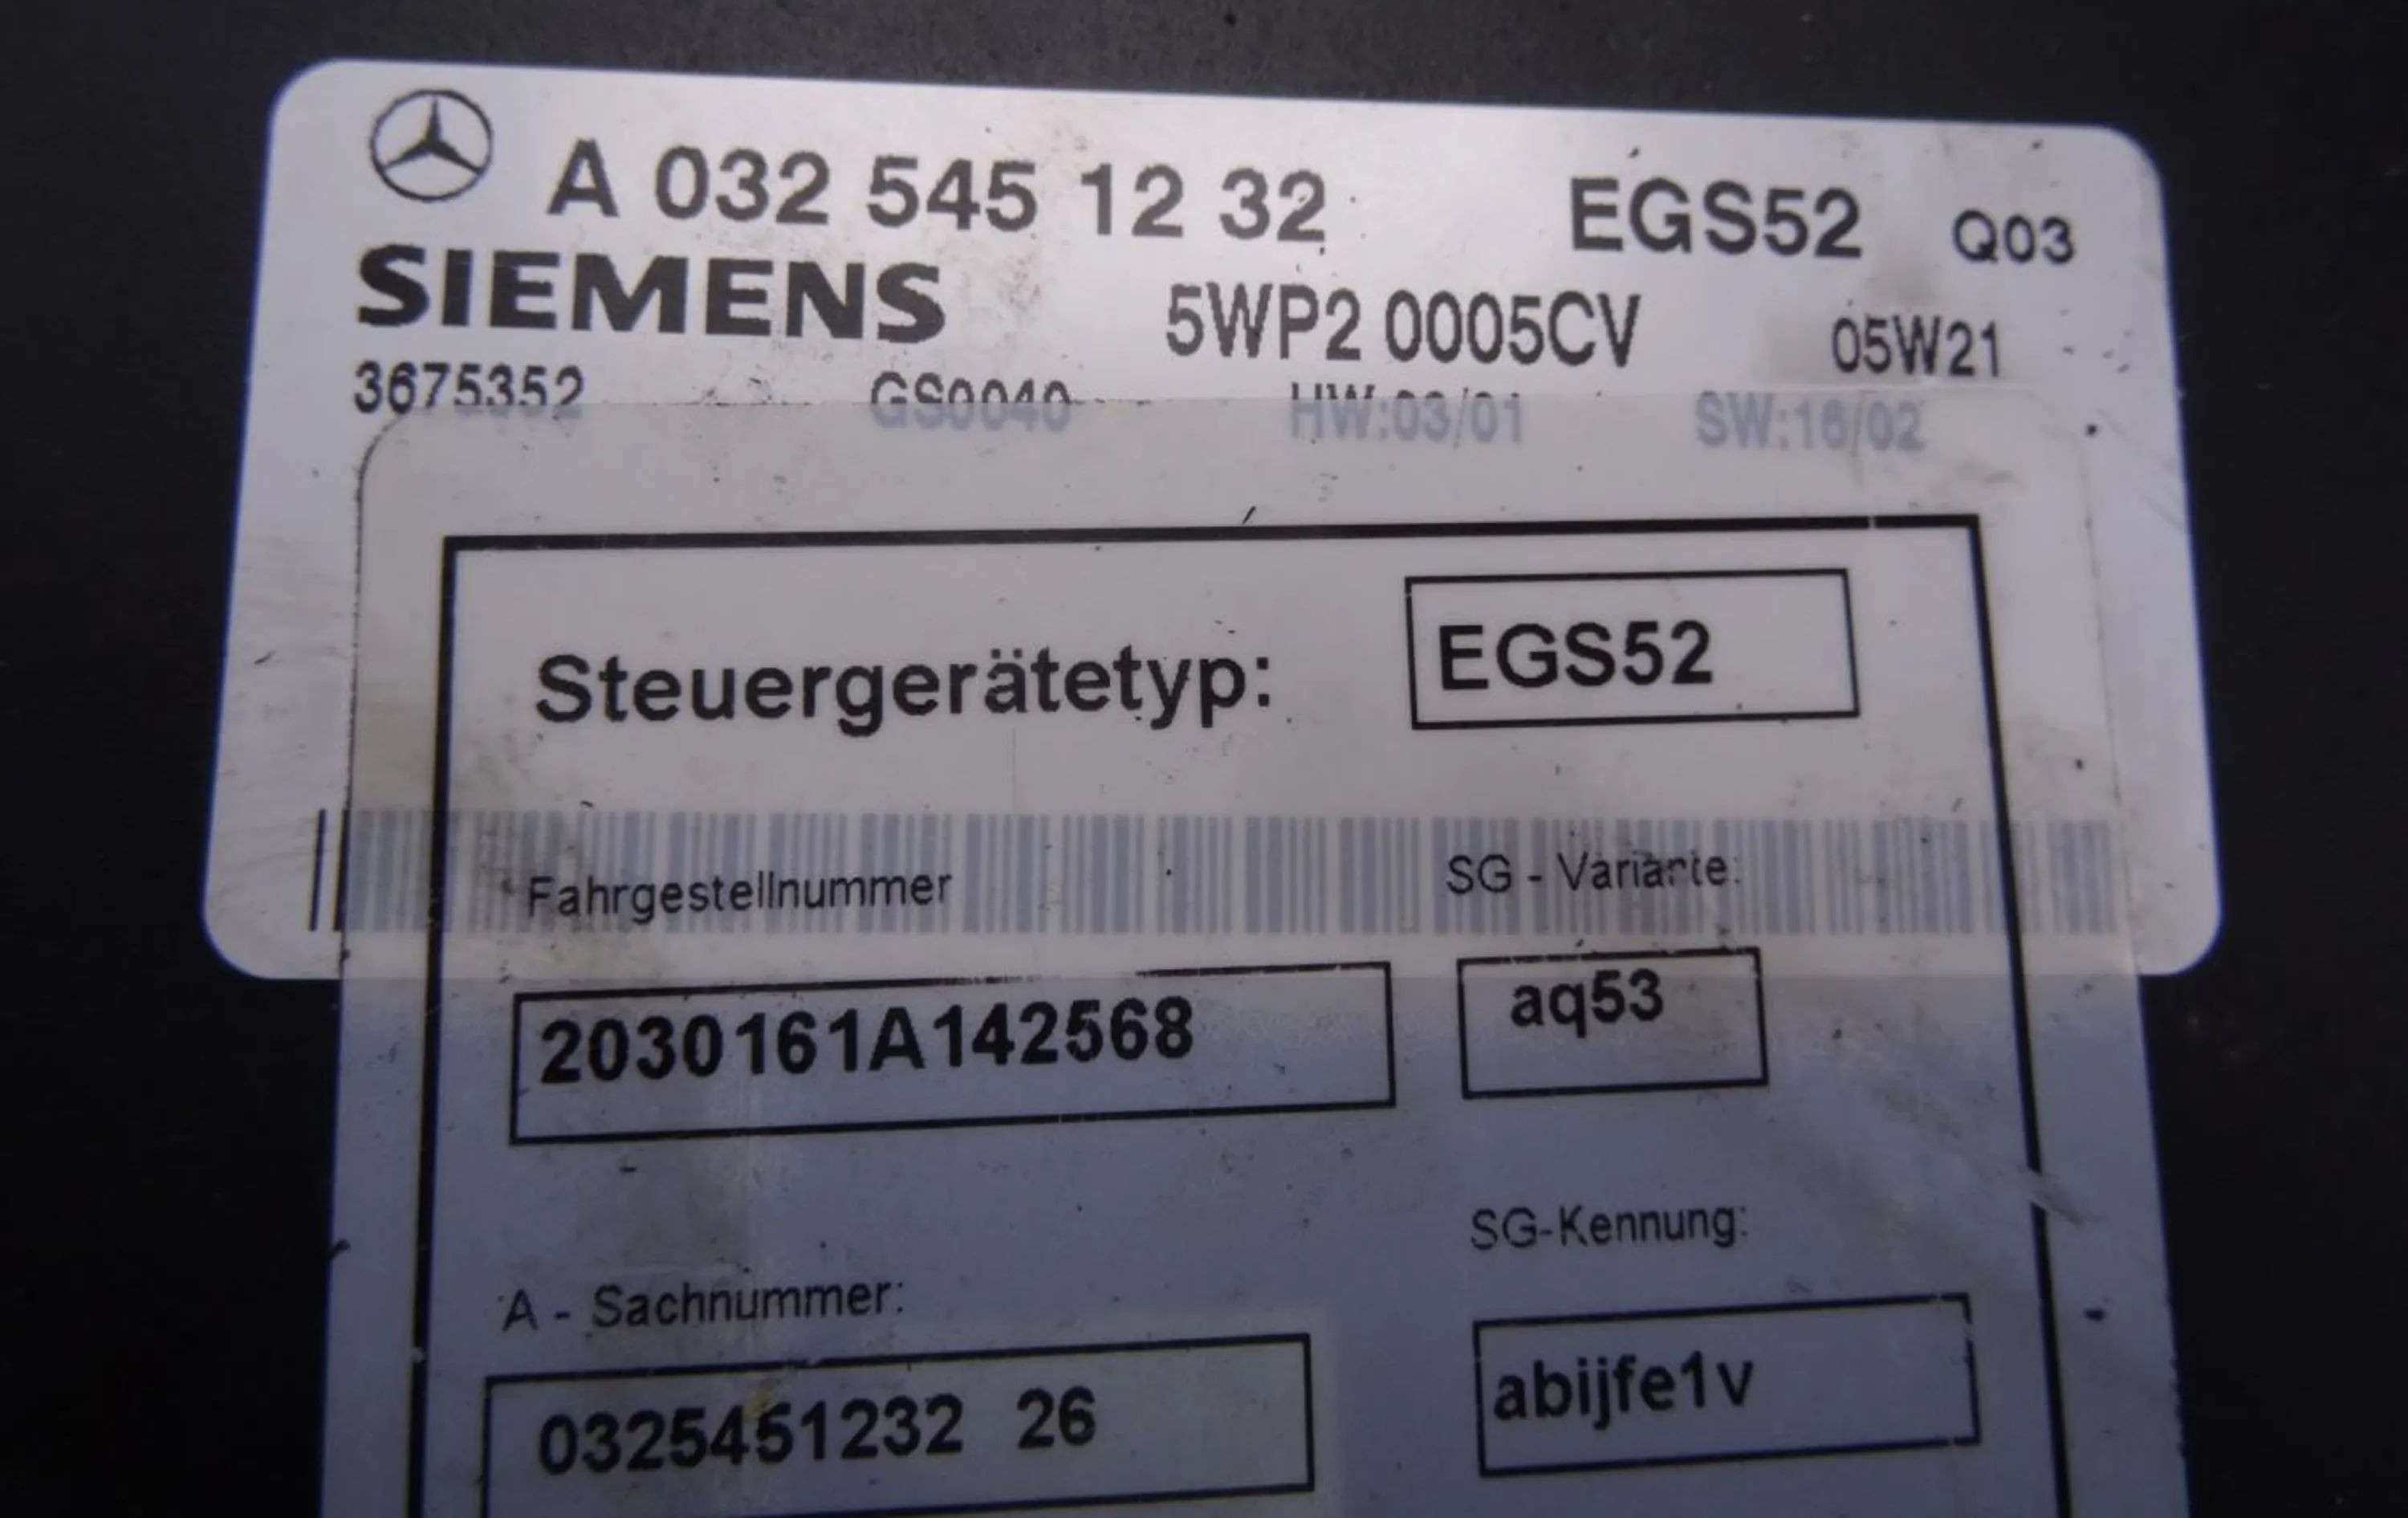 A 032 545 12 32 EGS52 Q03
SIEMENS 5WP2 0005CV 05W21
3675352 GS0040 HW:03/01 SW:16/02
Steuergerätetyp: EGS52
Fahrgestellnummer SG - Variante:
2030161A142568 aq53
SG-Kennung:
A - Sachnummer:
0325451232 26 abijfe1v